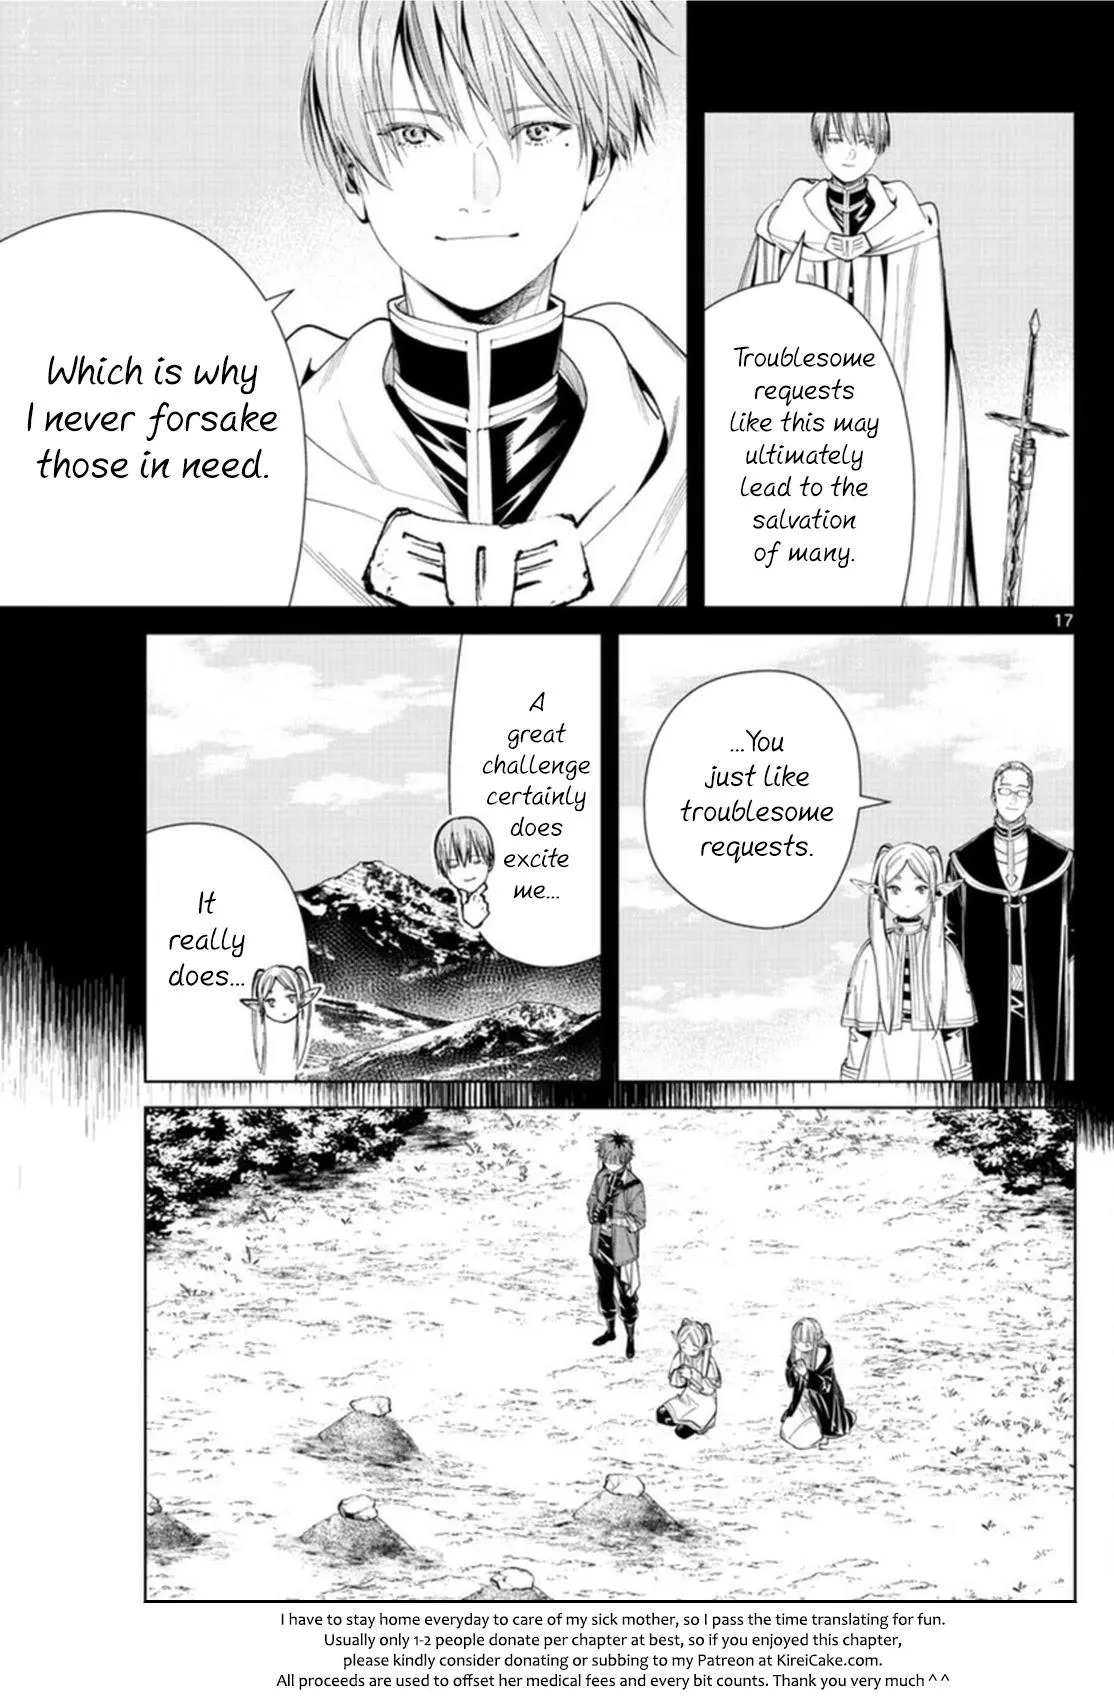 Troublesome
requests
like this may
ultimately
lead to the
salvation
of many.
Which is why
I never forsake
those in need.
17
...You
just like
troublesome
requests.
A
great
challenge
certainly
does
excite
me...
It
really
does...
I have to stay home everyday to care of my sick mother, so I pass the time translating for fun.
Usually only 1-2 people donate per chapter at best, so if you enjoyed this chapter,
please kindly consider donating or subbing to my Patreon at KireiCake.com.
All proceeds are used to offset her medical fees and every bit counts. Thank you very much ^ ^